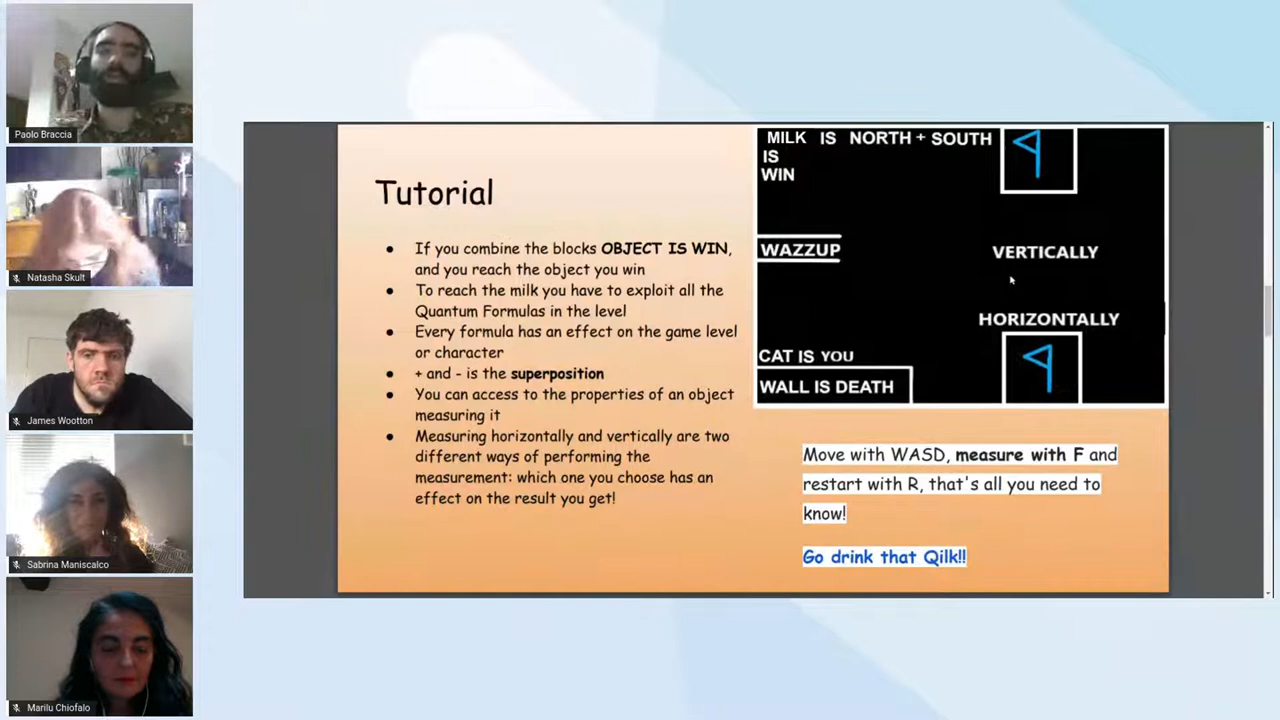 Paolo Braccia
Natasha Skult
James Wootton
Sabrina Maniscalco
Marilu Chiofalo
Tutorial
● If you combine the blocks OBJECT IS WIN,
and you reach the object you win
● To reach the milk you have to exploit all the
Quantum Formulas in the level
● Every formula has an effect on the game level
or character
● + and - is the superposition
● You can access to the properties of an object
measuring it
● Measuring horizontally and vertically are two
different ways of performing the
measurement: which one you choose has an
effect on the result you get!
MILK IS NORTH + SOUTH
IS
WIN
WAZZUP
VERTICALLY
HORIZONTALLY
CAT IS YOU
WALL IS DEATH
Move with WASD, measure with F and
restart with R, that's all you need to
know!
Go drink that Qilk!!